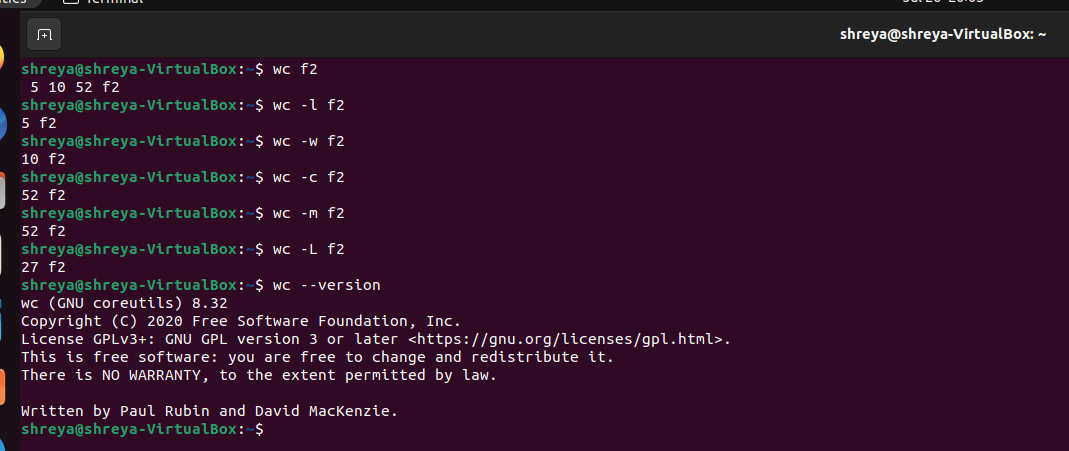 Terminal
shreya@shreya-VirtualBox: ~
shreya@shreya-VirtualBox:~$ wc f2
 5 10 52 f2
shreya@shreya-VirtualBox:~$ wc -l f2
5 f2
shreya@shreya-VirtualBox:~$ wc -w f2
10 f2
shreya@shreya-VirtualBox:~$ wc -c f2
52 f2
shreya@shreya-VirtualBox:~$ wc -m f2
52 f2
shreya@shreya-VirtualBox:~$ wc -L f2
27 f2
shreya@shreya-VirtualBox:~$ wc --version
wc (GNU coreutils) 8.32
Copyright (C) 2020 Free Software Foundation, Inc.
License GPLv3+: GNU GPL version 3 or later <https://gnu.org/licenses/gpl.html>.
This is free software: you are free to change and redistribute it.
There is NO WARRANTY, to the extent permitted by law.

Written by Paul Rubin and David MacKenzie.
shreya@shreya-VirtualBox:~$